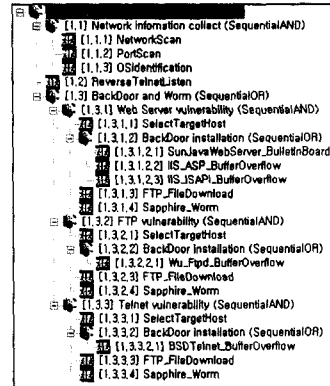 [1.1] Network infomation collect (SequentialAND)
[1.1.1] NetworkScan
[1.1.2] PortScan
[1.1.3] OSIdentification
[1.2] ReverseTelnetListen
[1.3] BackDoor and Worm (SequentialOR)
[1.3.1] Web Server vulnerability (SequentialAND)
[1.3.1.1] SelectTargetHost
[1.3.1.2] BackDoor installation (SequentialOR)
[1.3.1.2.1] SunJavaWebServer_BulletinBoard
[1.3.1.2.2] IIS_ASP_BufferOverflow
[1.3.1.2.3] IIS_ISAPI_BufferOverflow
[1.3.1.3] FTP_FileDownload
[1.3.1.4] Sapphire_Worm
[1.3.2] FTP vulnerability (SequentialAND)
[1.3.2.1] SelectTargetHost
[1.3.2.2] BackDoor installation (SequentialOR)
[1.3.2.2.1] Wu_Ftpd_BufferOverflow
[1.3.2.3] FTP_FileDownload
[1.3.2.4] Sapphire_Worm
[1.3.3] Telnet vulnerability (SequentialAND)
[1.3.3.1] SelectTargetHost
[1.3.3.2] BackDoor installation (SequentialOR)
[1.3.3.2.1] BSDTelnet_BufferOverflow
[1.3.3.3] FTP_FileDownload
[1.3.3.4] Sapphire_Worm